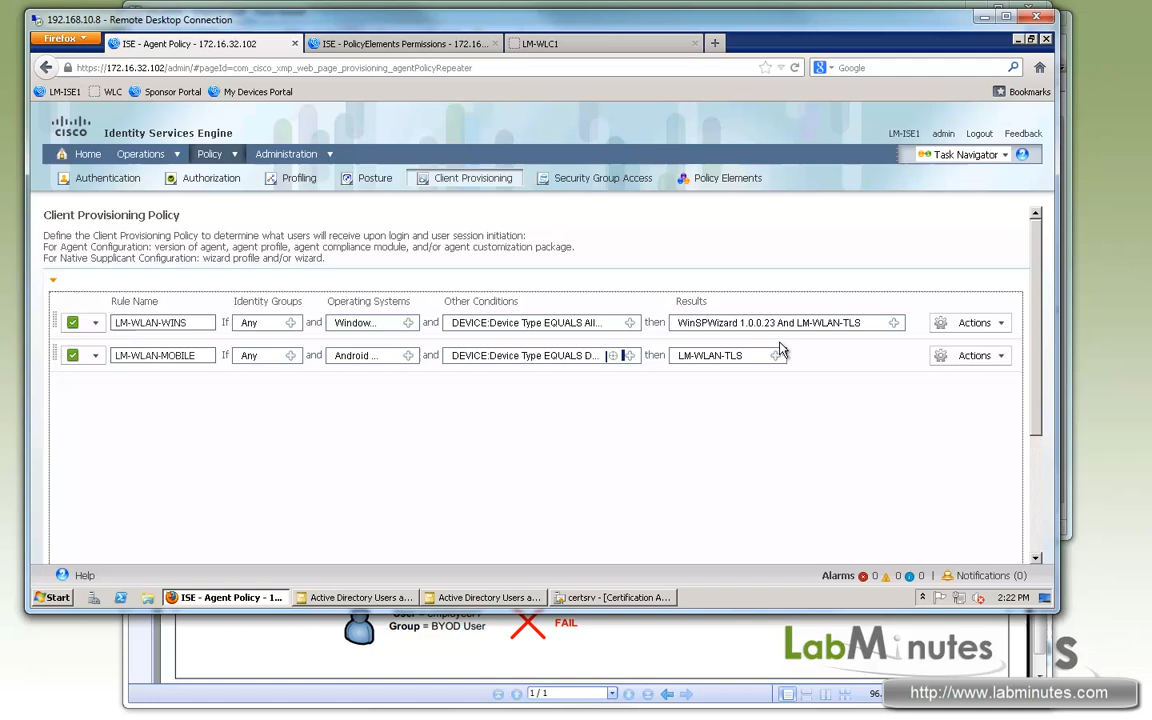 192.168.10.8 - Remote Desktop Connection
Firefox
ISE - Agent Policy - 172.16.32.102
ISE - PolicyElements Permissions - 172.16...
LM-WLC1
https://172.16.32.102/admin/#pageId=com_cisco_xmp_web_page_provisioning_agentPolicyRepeater
Google
LM-ISE1 WLC Sponsor Portal My Devices Portal Bookmarks
CISCO Identity Services Engine
LM-ISE1 admin Logout Feedback
Home Operations Policy Administration Task Navigator
Authentication Authorization Profiling Posture Client Provisioning Security Group Access Policy Elements
Client Provisioning Policy
Define the Client Provisioning Policy to determine what users will receive upon login and user session initiation:
For Agent Configuration: version of agent, agent profile, agent compliance module, and/or agent customization package.
For Native Supplicant Configuration: wizard profile and/or wizard.
Rule Name Identity Groups Operating Systems Other Conditions Results
LM-WLAN-WINS If Any and Window... and DEVICE:Device Type EQUALS All... then WinSPWizard 1.0.0.23 And LM-WLAN-TLS Actions
LM-WLAN-MOBILE If Any and Android ... and DEVICE:Device Type EQUALS D... then LM-WLAN-TLS Actions
Help
Alarms 0 0 0 Notifications (0)
Start ISE - Agent Policy - 1... Active Directory Users a... Active Directory Users a... certsrv - [Certification A... 2:22 PM
Group = BYOD User
FAIL
LabMinutes
1 / 1
96.
http://www.labminutes.com